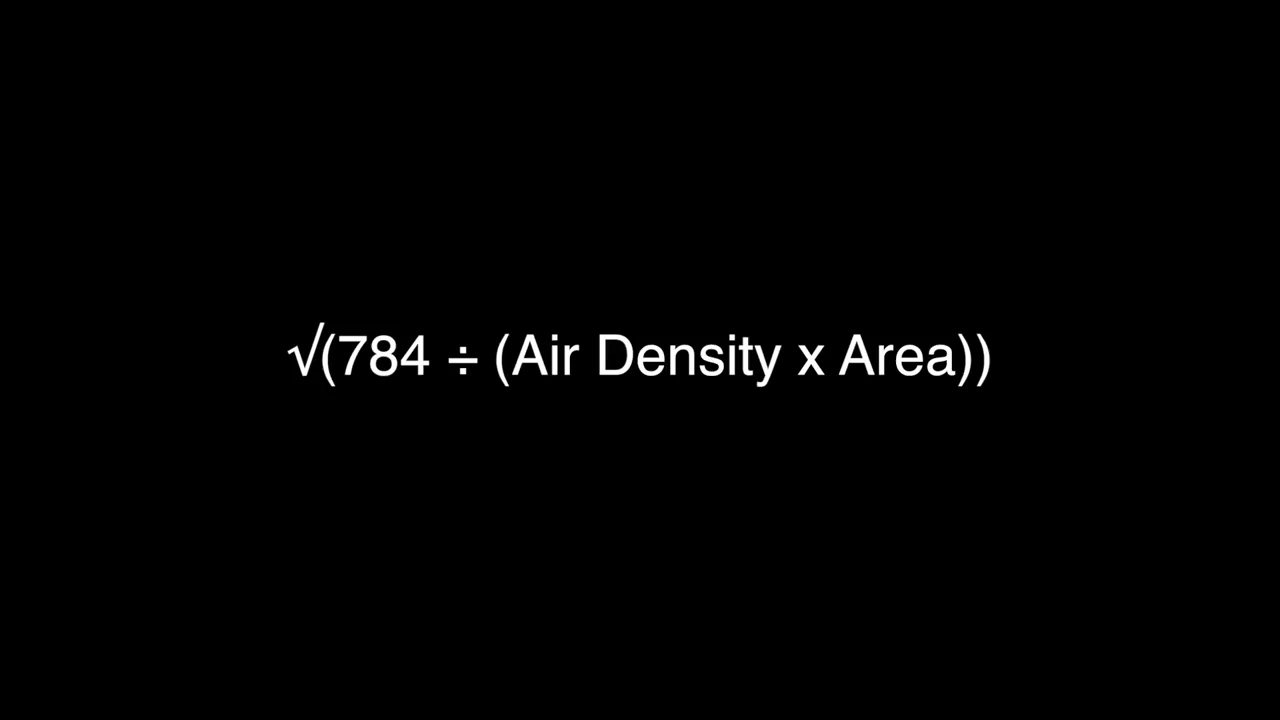 √(784 ÷ (Air Density x Area))